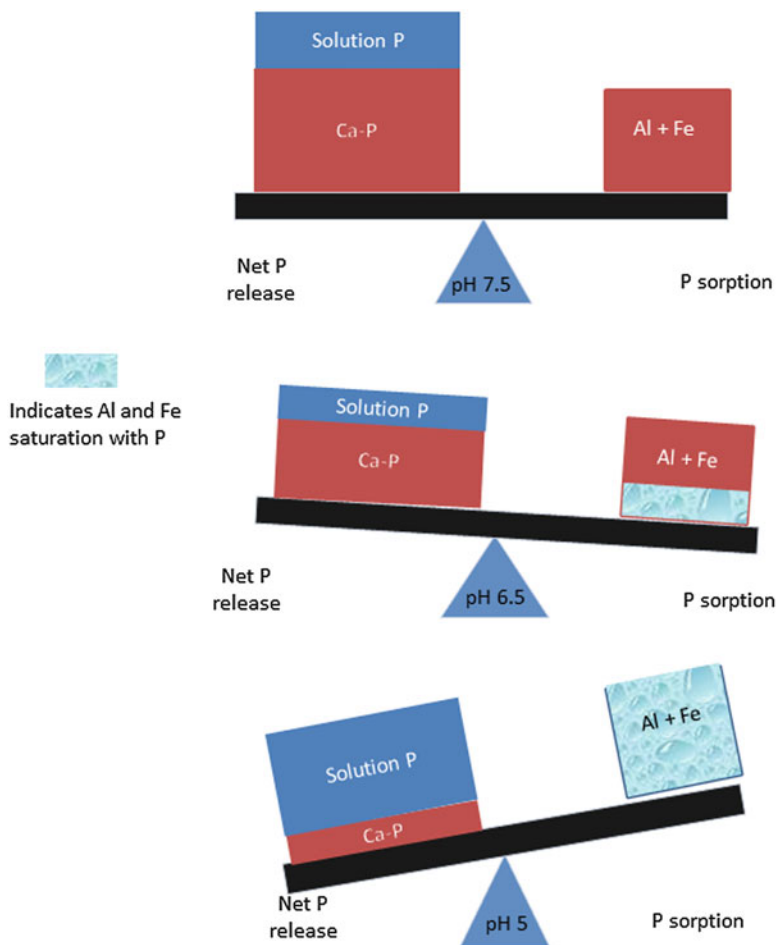 Solution P
Ca-P
Al + Fe
Net P
release
pH 7.5
P sorption
Indicates Al and Fe
saturation with P
Solution P
Ca-P
Al + Fe
Net P
release
pH 6.5
P sorption
Solution P
Ca-P
Al + Fe
Net P
release
pH 5
P sorption